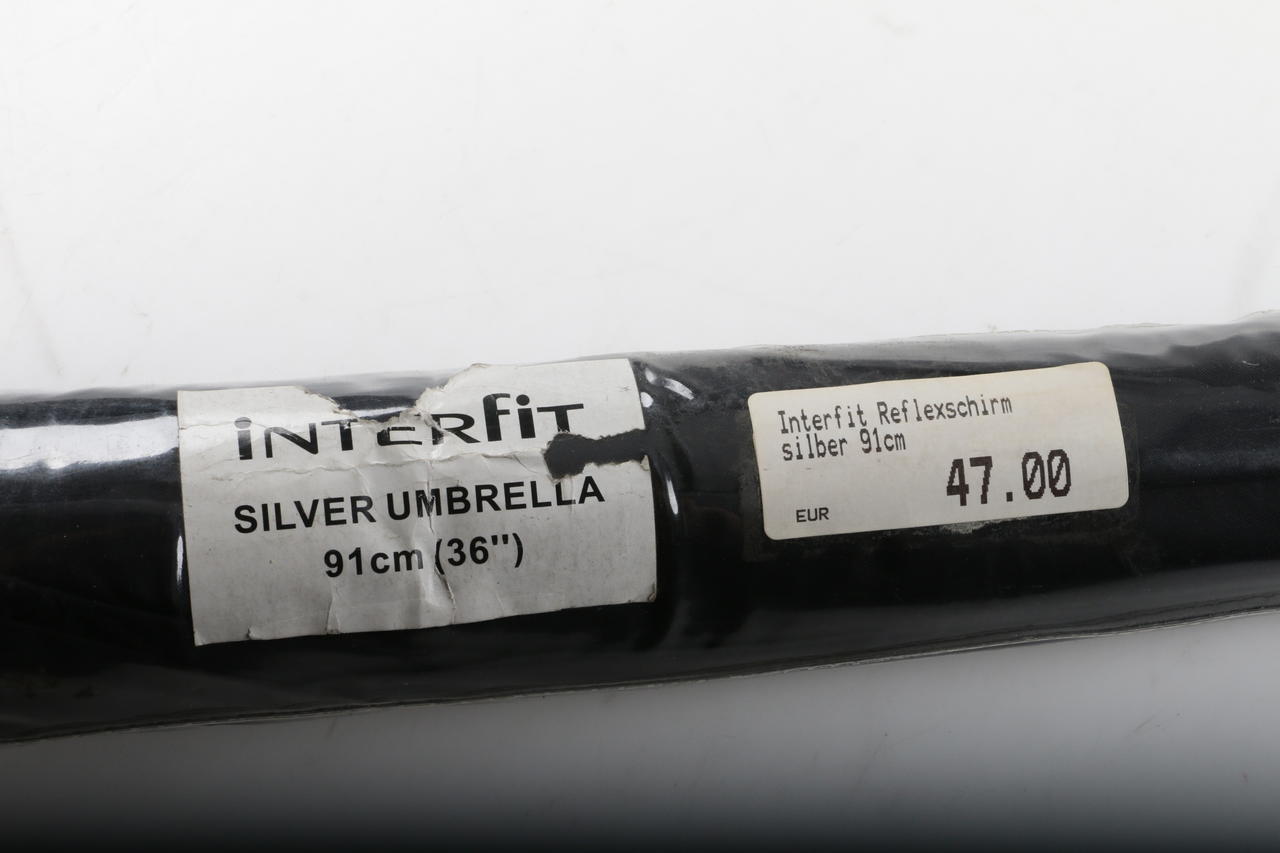 iNTERfiT
SILVER UMBRELLA
91cm (36")
Interfit Reflexschirm
silber 91cm
47.00
EUR